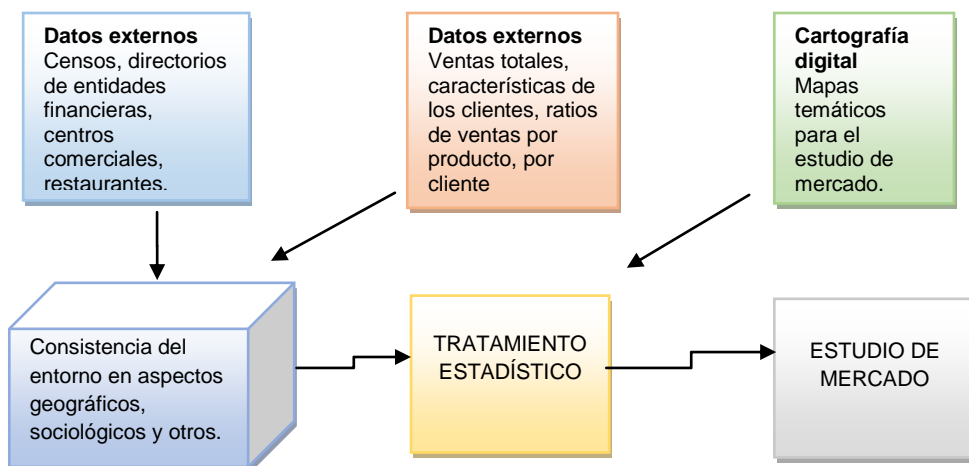 Datos externos
Censos, directorios
de entidades
financieras,
centros
comerciales,
restaurantes.
Datos externos
Ventas totales,
características de
los clientes, ratios
de ventas por
producto, por
cliente
Cartografía
digital
Mapas
temáticos
para el
estudio de
mercado.
Consistencia del
entorno en aspectos
geográficos,
sociológicos y otros.
TRATAMIENTO
ESTADÍSTICO
ESTUDIO DE
MERCADO